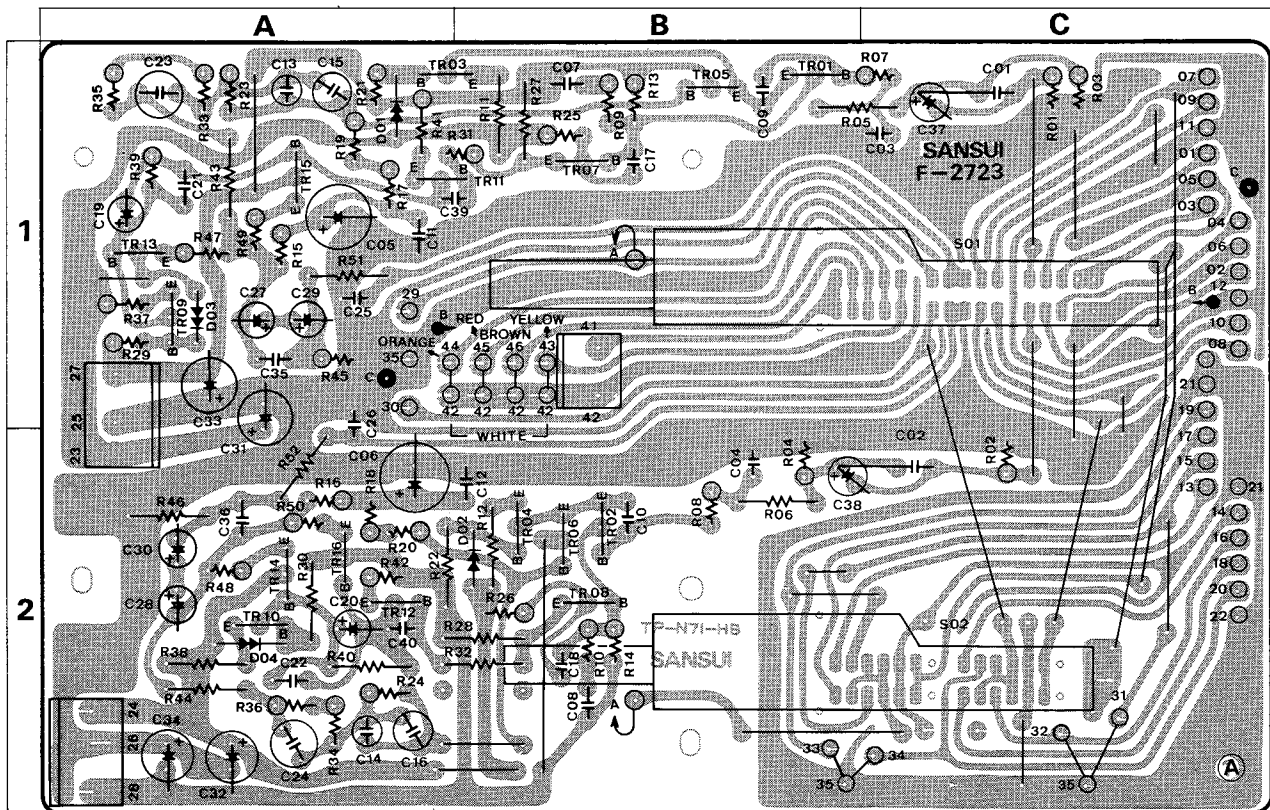 A B C
1
2
C23 C13 C15 TR03 C07 TR05 TR01 B R07 C01 07
R35 R33 R23 R21 D01 B E R11 R27 R13 B E C09 R05 C37 R01 R03 09
R19 R41 R31 R25 R09 C03 11
R39 C21 R43 B TR15 E B TR11 E TR07 B C17 SANSUI 01
F-2723 05 C
C19 R17 C39 03
R49 R15 C05 C11 04
TR13 R47 A S01 06
B E R51 02
E C27 C29 C25 29 12 B
R37 TR09 D03 B RED BROWN YELLOW 41 10
R29 B ORANGE 44 45 46 43 08
C35 R45 35
27 C33 C 21
25 C31 C26 30 42 42 42 42 42 19
23 WHITE 17
R52 C06 R18 C12 C04 R04 C02 R02 15
R46 R16 E E E R08 R06 C38 13 21
C36 R50 D02 R12 TR04 TR06 TR02 C10 14
C30 E TR14 R30 E TR16 B R20 R22 B B B 16
R48 R42 18
C28 B C20 E TR12 B R26 E TR08 B 20
E TR10 B C40 R28 TP-N71-HB S02 22
R38 D04 R40 R32 C18 R10 R14 SANSUI
C22
R44 R24 C08 A
24 R36 31
26 C34 C32 C24 R34 C14 C16 33 34 32
28 35 35 A